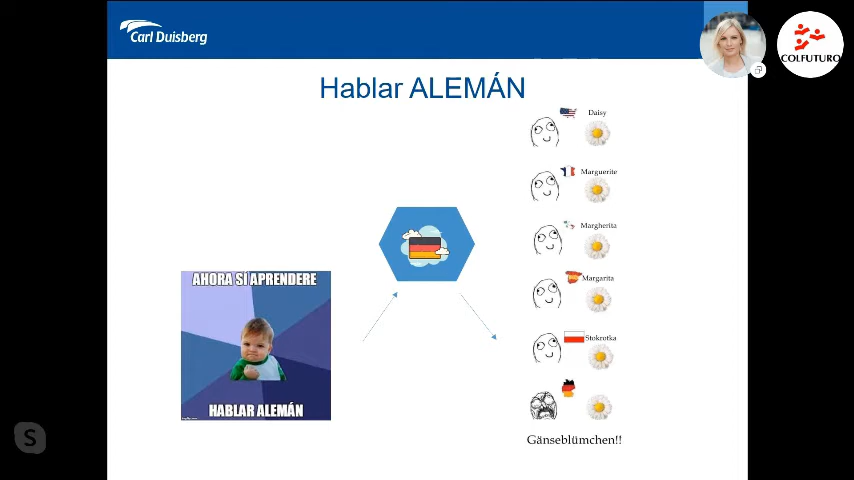 Carl Duisberg
COLFUTURO
Hablar ALEMÁN
Daisy
Marguerite
Margherita
Margarita
Stokrotka
Gänseblümchen!!
AHORA SI APRENDERE
HABLAR ALEMÁN
S